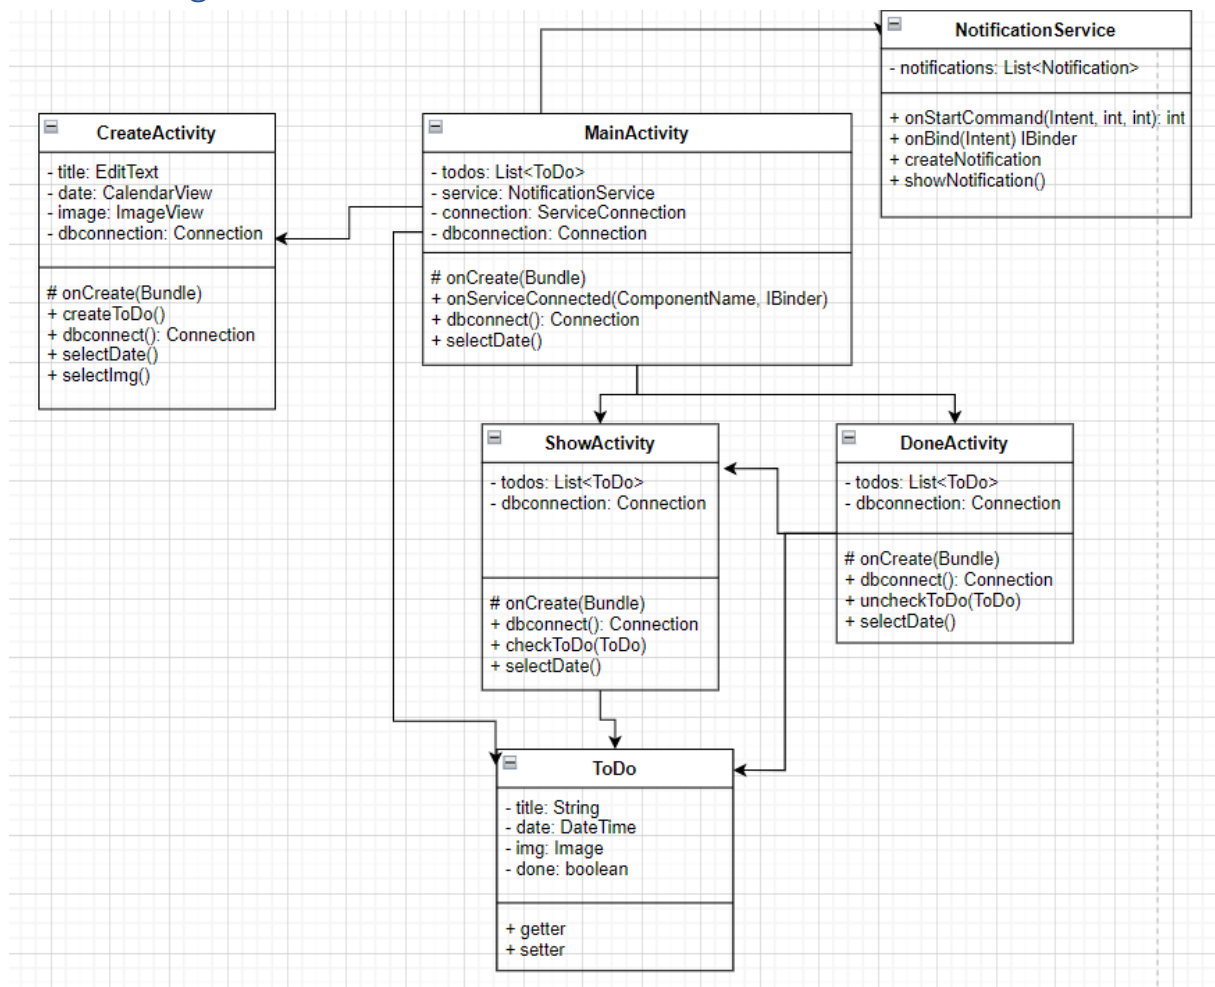 NotificationService
- notifications: List<Notification>
+ onStartCommand(Intent, int, int): int
+ onBind(Intent) IBinder
+ createNotification
+ showNotification()
CreateActivity
- title: EditText
- date: CalendarView
- image: ImageView
- dbconnection: Connection
# onCreate(Bundle)
+ createToDo()
+ dbconnect(): Connection
+ selectDate()
+ selectImg()
MainActivity
- todos: List<ToDo>
- service: NotificationService
- connection: ServiceConnection
- dbconnection: Connection
# onCreate(Bundle)
+ onServiceConnected(ComponentName, IBinder)
+ dbconnect(): Connection
+ selectDate()
ShowActivity
- todos: List<ToDo>
- dbconnection: Connection
# onCreate(Bundle)
+ dbconnect(): Connection
+ checkToDo(ToDo)
+ selectDate()
DoneActivity
- todos: List<ToDo>
- dbconnection: Connection
# onCreate(Bundle)
+ dbconnect(): Connection
+ uncheckToDo(ToDo)
+ selectDate()
ToDo
- title: String
- date: DateTime
- img: Image
- done: boolean
+ getter
+ setter